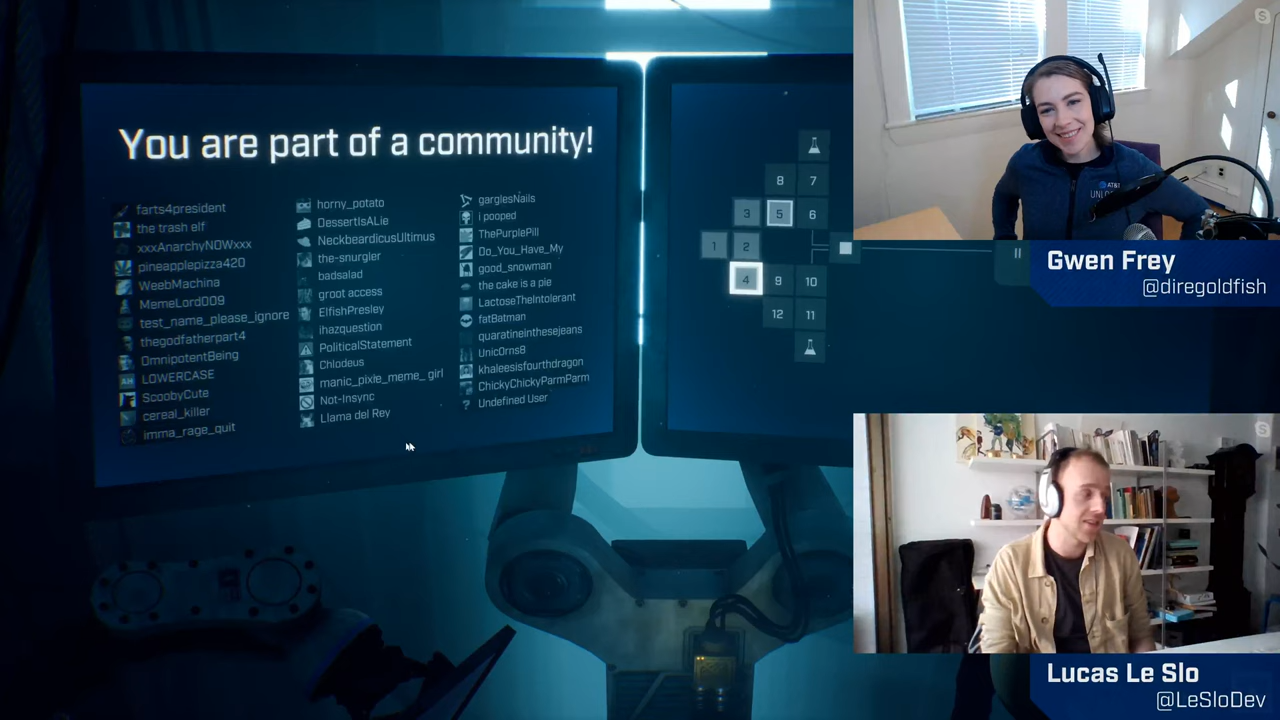 You are part of a community!
farts4president
the trash elf
xxxAnarchyNOWxxx
pineapplepizza420
WeebMachina
MemeLord009
test_name_please_ignore
thegodfatherpart4
OmnipotentBeing
LOWERCASE
ScoobyCute
cereal_killer
imma_rage_quit
horny_potato
DessertIsALie
NeckbeardicusUltimus
the-snurgler
badsalad
groot access
ElfishPresley
ihazquestion
PoliticalStatement
Chlodeus
manic_pixie_meme_girl
Not-Insync
Llama del Rey
garglesNails
i pooped
ThePurplePill
Do_You_Have_My
good_snowman
the cake is a pie
LactoseTheIntolerant
fatBatman
quaratineinthesejeans
Unic0rns8
khaleesisfourthdragon
ChickyChickyParmParm
Undefined User
8 7
3 5 6
1 2
4 9 10
12 11
AT&T
Gwen Frey
@diregoldfish
Lucas Le Slo
@LeSloDev